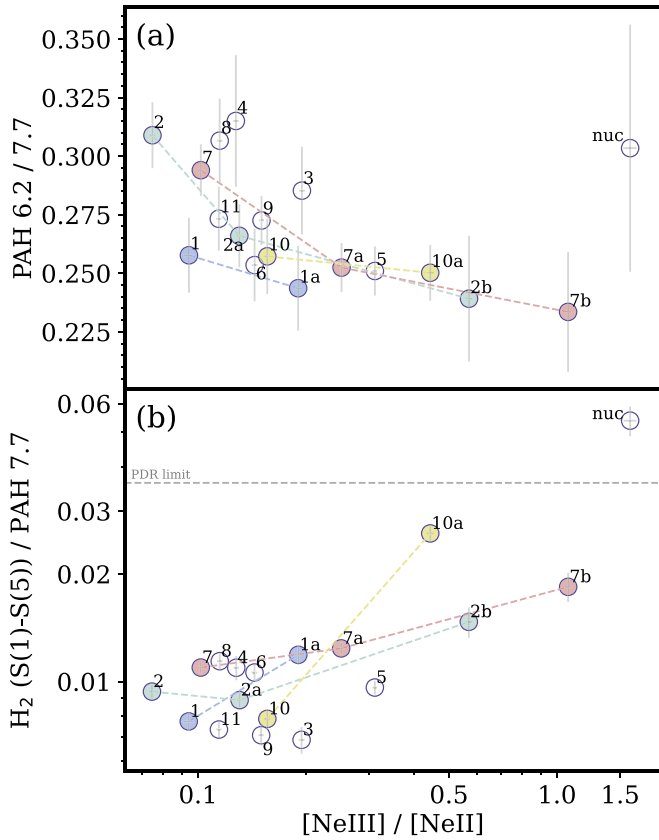 (a)
PAH 6.2 / 7.7
0.350
0.325
0.300
0.275
0.250
0.225
2
8
4
7
nuc
3
11
9
1
2a
10
6
7a
5
10a
1a
2b
7b
(b)
H₂ (S(1)-S(5)) / PAH 7.7
0.06
0.03
0.02
0.01
nuc
PDR limit
10a
7b
2b
7
8
4
6
1a
7a
5
2
2a
1
10
11
9
3
0.1
0.5
1.0
1.5
[NeIII] / [NeII]